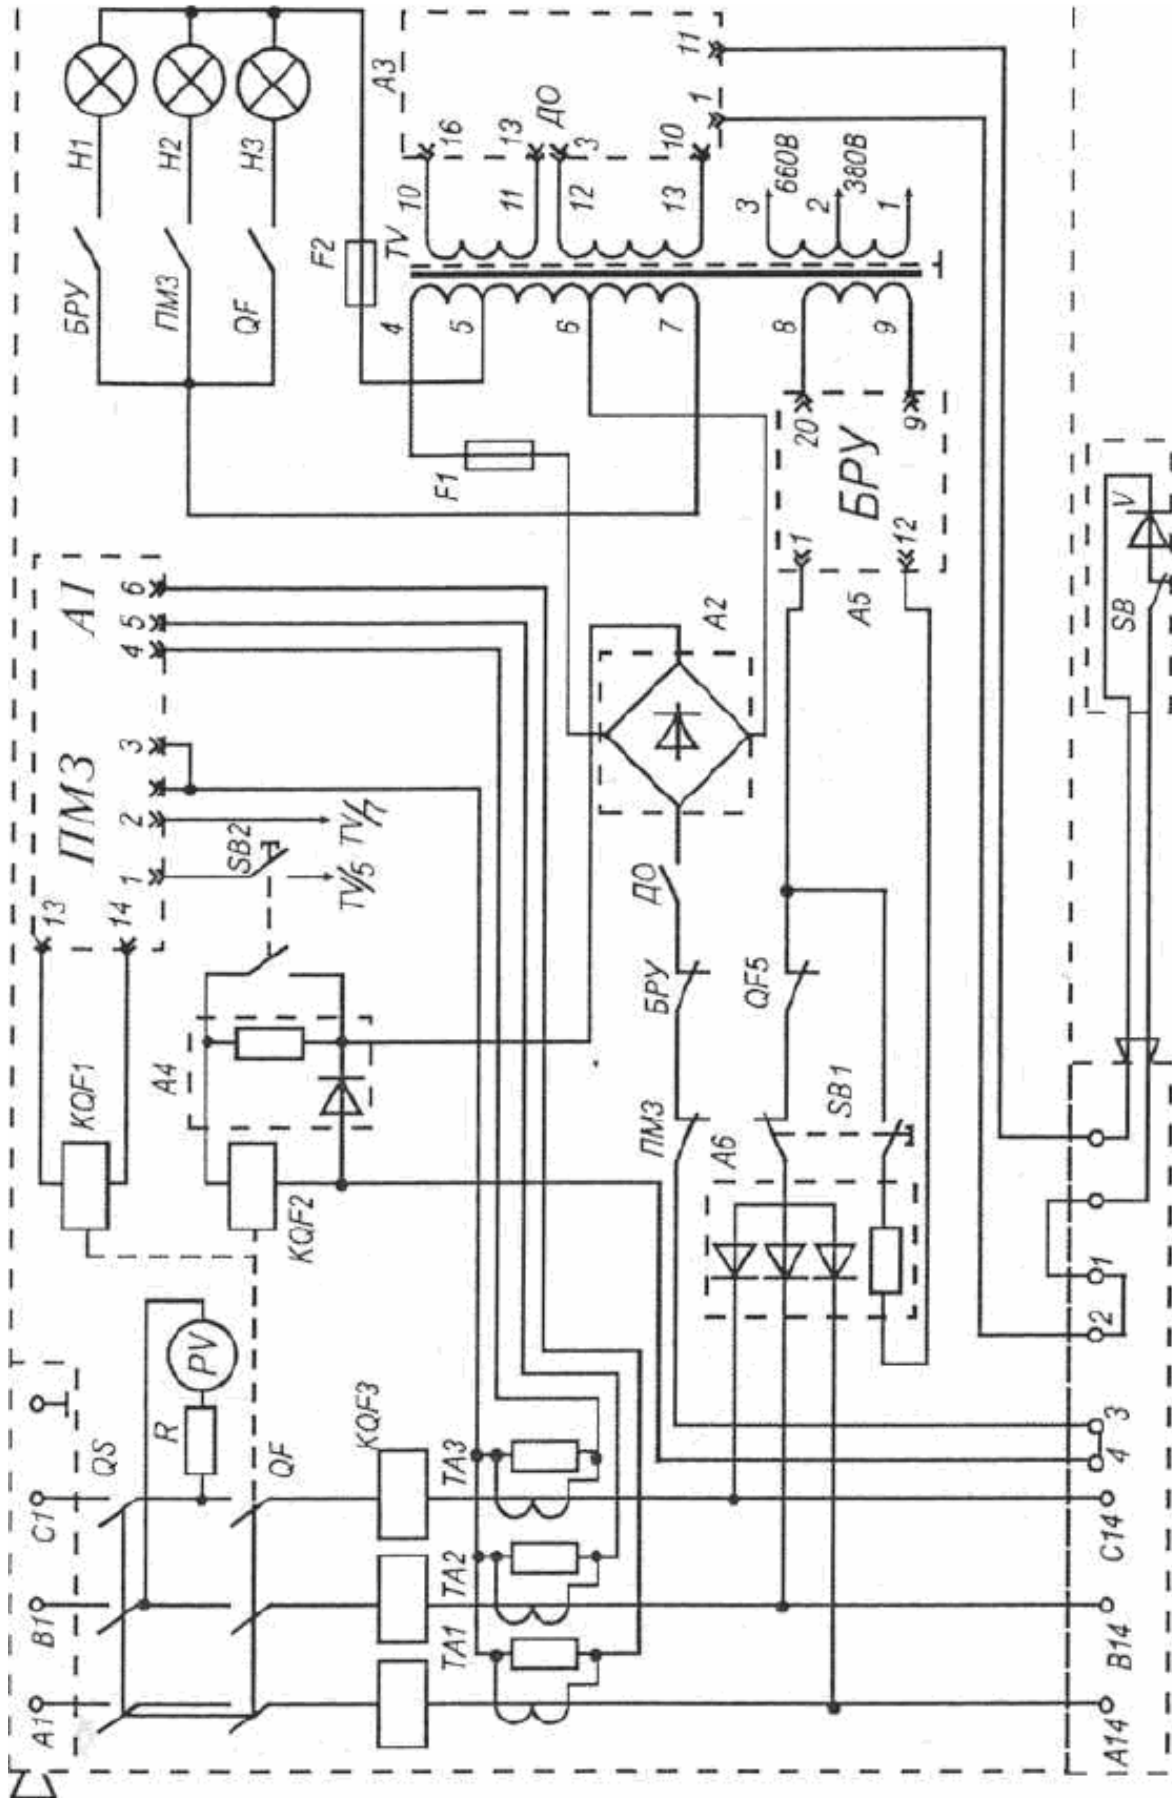 H1
H2
H3
БРУ
ПМЗ
QF
F2
A3
11
1
16
13
ДО
3
10
10
11
12
13
TV
660В
380В
3
2
1
4
5
6
7
8
9
F1
20
9
БРУ
1
12
A5
V
SB
A1
ПМЗ
6
5
4
3
2
1
13
14
SB2
TV/5
TV/7
A2
ДО
БРУ
QF5
ПМЗ
A6
SB1
A4
KQF1
KQF2
PV
R
QS
QF
KQF3
TA3
TA2
TA1
C1
B1
A1
1
2
3
4
C14
B14
A14